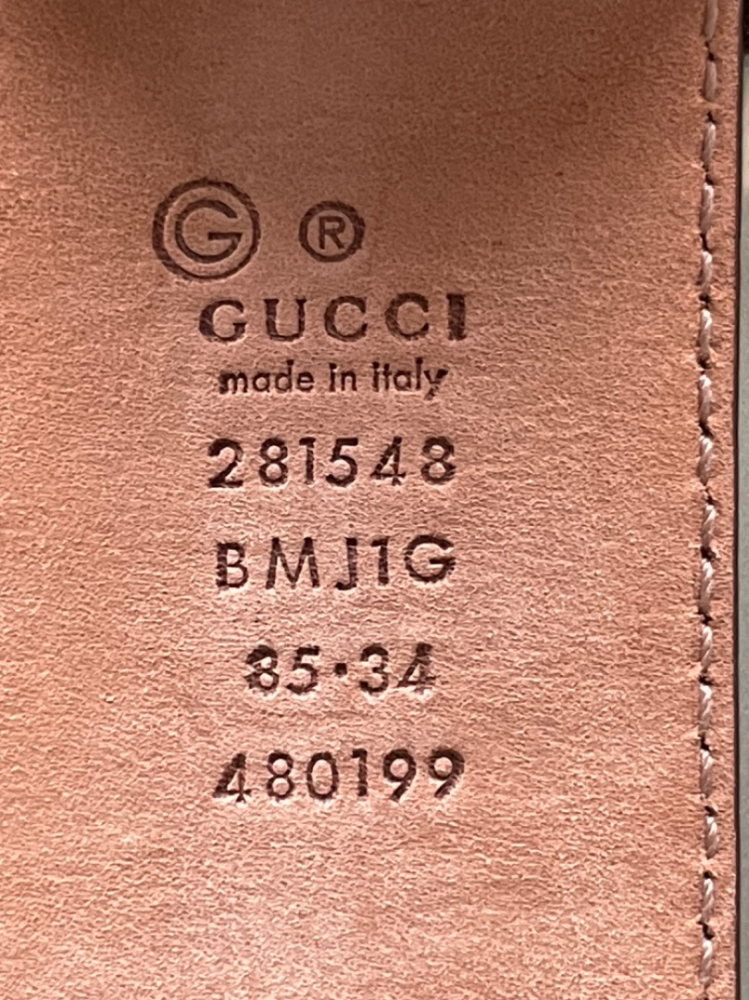 G ®
GUCCI
made in italy
281548
BMJ1G
85·34
480199